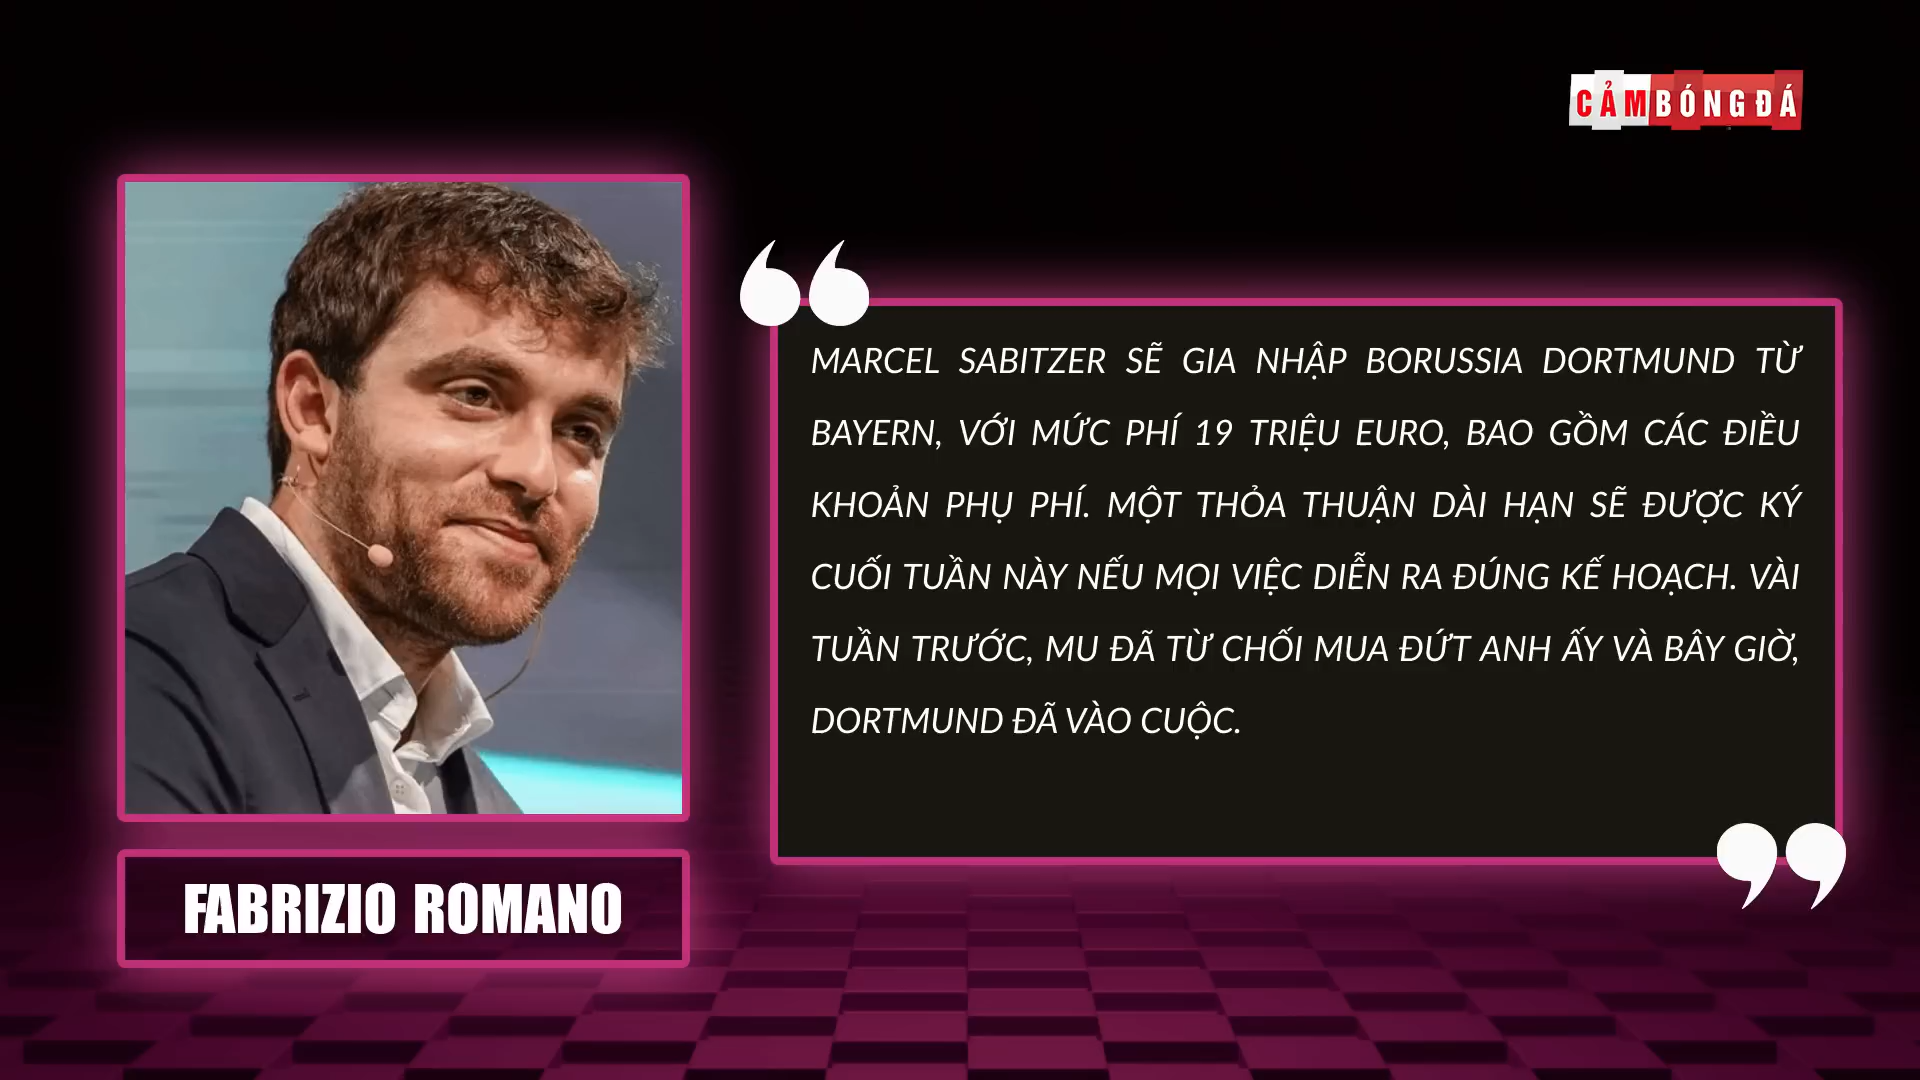 CẢMBÓNGĐÁ
MARCEL SABITZER SẼ GIA NHẬP BORUSSIA DORTMUND TỪ
BAYERN, VỚI MỨC PHÍ 19 TRIỆU EURO, BAO GỒM CÁC ĐIỀU
KHOẢN PHỤ PHÍ. MỘT THỎA THUẬN DÀI HẠN SẼ ĐƯỢC KÝ
CUỐI TUẦN NÀY NẾU MỌI VIỆC DIỄN RA ĐÚNG KẾ HOẠCH. VÀI
TUẦN TRƯỚC, MU ĐÃ TỪ CHỐI MUA ĐỨT ANH ẤY VÀ BÂY GIỜ,
DORTMUND ĐÃ VÀO CUỘC.
FABRIZIO ROMANO